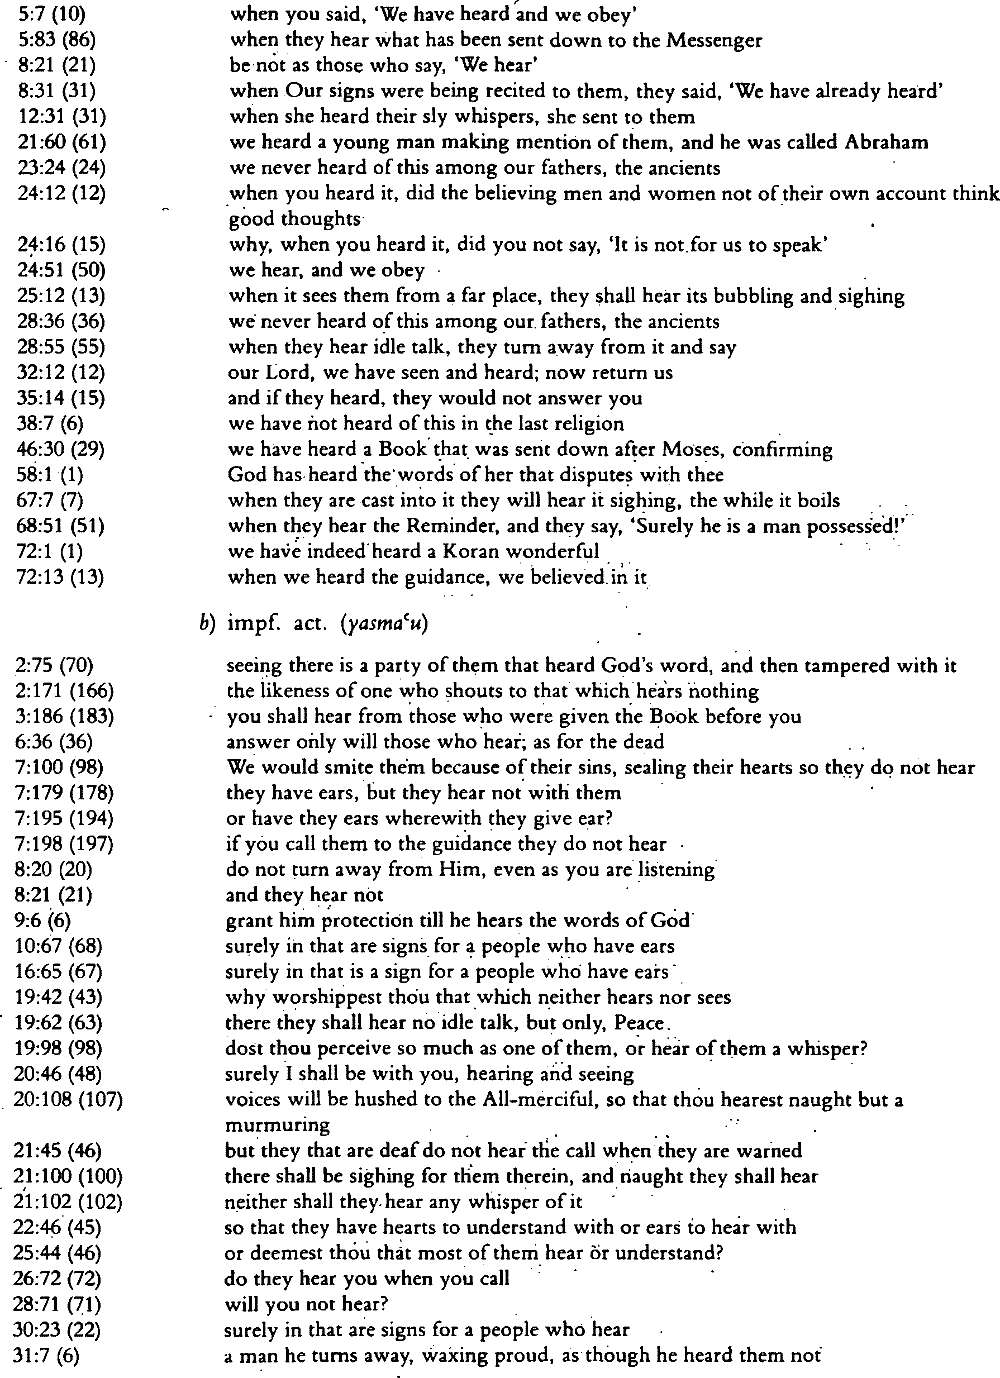 5:7 (10) when you said, ‘We have heard and we obey’
5:83 (86) when they hear what has been sent down to the Messenger
8:21 (21) be not as those who say, ‘We hear’
8:31 (31) when Our signs were being recited to them, they said, ‘We have already heard’
12:31 (31) when she heard their sly whispers, she sent to them
21:60 (61) we heard a young man making mention of them, and he was called Abraham
23:24 (24) we never heard of this among our fathers, the ancients
24:12 (12) when you heard it, did the believing men and women not of their own account think
good thoughts
24:16 (15) why, when you heard it, did you not say, ‘It is not for us to speak’
24:51 (50) we hear, and we obey
25:12 (13) when it sees them from a far place, they shall hear its bubbling and sighing
28:36 (36) we never heard of this among our fathers, the ancients
28:55 (55) when they hear idle talk, they turn away from it and say
32:12 (12) our Lord, we have seen and heard; now return us
35:14 (15) and if they heard, they would not answer you
38:7 (6) we have not heard of this in the last religion
46:30 (29) we have heard a Book that was sent down after Moses, confirming
58:1 (1) God has heard the words of her that disputes with thee
67:7 (7) when they are cast into it they will hear it sighing, the while it boils
68:51 (51) when they hear the Reminder, and they say, ‘Surely he is a man possessed!’
72:1 (1) we have indeed heard a Koran wonderful
72:13 (13) when we heard the guidance, we believed in it
b) impf. act. (yasmaʿu)
2:75 (70) seeing there is a party of them that heard God's word, and then tampered with it
2:171 (166) the likeness of one who shouts to that which hears nothing
3:186 (183) you shall hear from those who were given the Book before you
6:36 (36) answer only will those who hear; as for the dead
7:100 (98) We would smite them because of their sins, sealing their hearts so they do not hear
7:179 (178) they have ears, but they hear not with them
7:195 (194) or have they ears wherewith they give ear?
7:198 (197) if you call them to the guidance they do not hear
8:20 (20) do not turn away from Him, even as you are listening
8:21 (21) and they hear not
9:6 (6) grant him protection till he hears the words of God
10:67 (68) surely in that are signs for a people who have ears
16:65 (67) surely in that is a sign for a people who have ears
19:42 (43) why worshippest thou that which neither hears nor sees
19:62 (63) there they shall hear no idle talk, but only, Peace.
19:98 (98) dost thou perceive so much as one of them, or hear of them a whisper?
20:46 (48) surely I shall be with you, hearing and seeing
20:108 (107) voices will be hushed to the All-merciful, so that thou hearest naught but a
murmuring
21:45 (46) but they that are deaf do not hear the call when they are warned
21:100 (100) there shall be sighing for them therein, and naught they shall hear
21:102 (102) neither shall they hear any whisper of it
22:46 (45) so that they have hearts to understand with or ears to hear with
25:44 (46) or deemest thou that most of them hear or understand?
26:72 (72) do they hear you when you call
28:71 (71) will you not hear?
30:23 (22) surely in that are signs for a people who hear
31:7 (6) a man he turns away, waxing proud, as though he heard them not